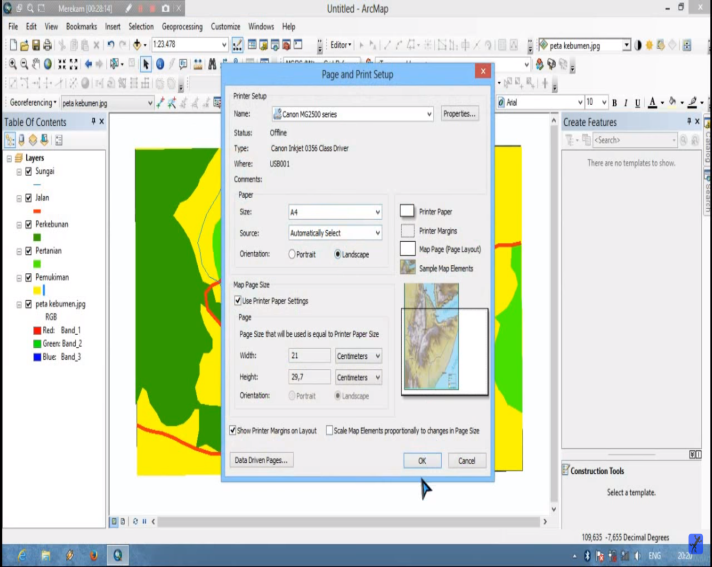 Merekam [00:28:14]
Untitled - ArcMap
File Edit View Bookmarks Insert Selection Geoprocessing Customize Windows Help
1:23.478
Editor
peta kebumen.jpg
Georeferencing peta kebumen.jpg
Arial
10
B I U A
Table Of Contents
Layers
Sungai
Jalan
Perkebunan
Pertanian
Pemukiman
peta kebumen.jpg
RGB
Red: Band_1
Green: Band_2
Blue: Band_3
Page and Print Setup
Printer Setup
Name: Canon MG2500 series Properties...
Status: Offline
Type: Canon Inkjet 0356 Class Driver
Where: USB001
Comments:
Paper
Size: A4
Source: Automatically Select
Orientation: Portrait Landscape
Printer Paper
Printer Margins
Map Page (Page Layout)
Sample Map Elements
Map Page Size
Use Printer Paper Settings
Page
Page Size that will be used is equal to Printer Paper Size
Width: 21 Centimeters
Height: 29,7 Centimeters
Orientation: Portrait Landscape
Show Printer Margins on Layout Scale Map Elements proportionally to changes in Page Size
Data Driven Pages... OK Cancel
Create Features
<Search>
There are no templates to show.
Catalog
Search
Construction Tools
Select a template.
109,635 -7,655 Decimal Degrees
ENG 20:20